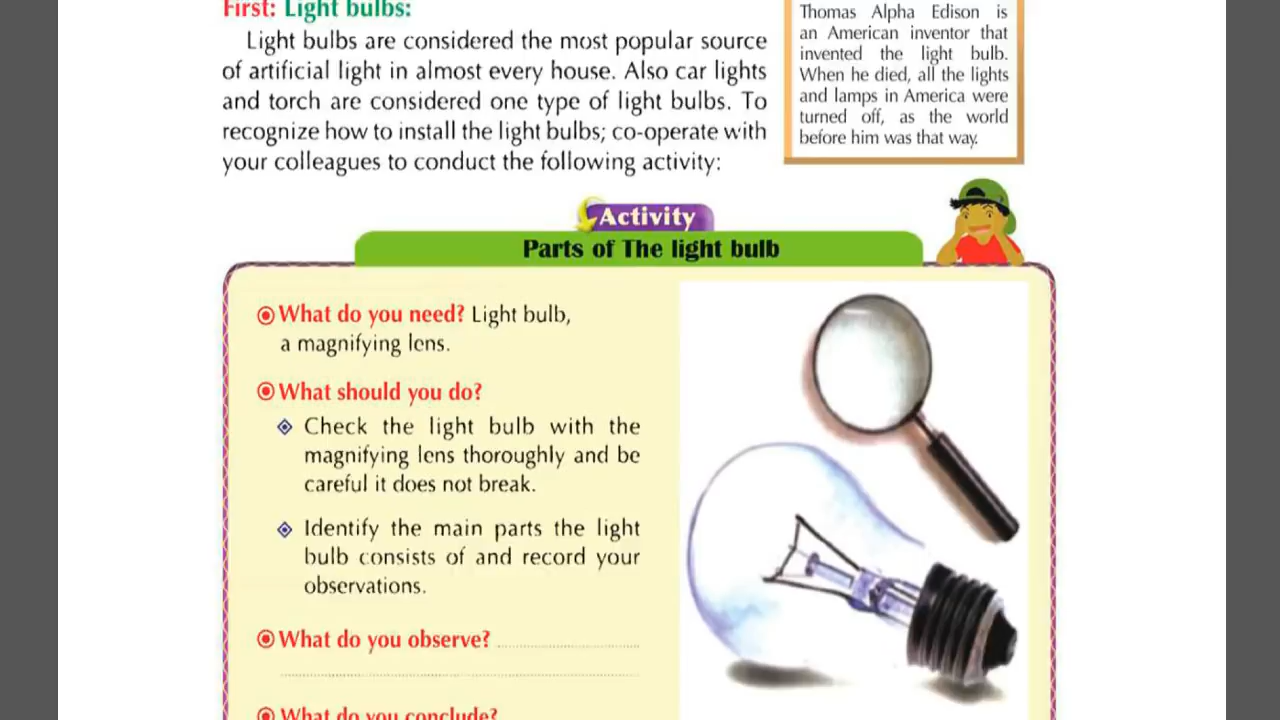 First: Light bulbs:
Light bulbs are considered the most popular source
of artificial light in almost every house. Also car lights
and torch are considered one type of light bulbs. To
recognize how to install the light bulbs; co-operate with
your colleagues to conduct the following activity:
Thomas Alpha Edison is
an American inventor that
invented the light bulb.
When he died, all the lights
and lamps in America were
turned off, as the world
before him was that way.
Activity
Parts of The light bulb
What do you need? Light bulb,
a magnifying lens.
What should you do?
Check the light bulb with the
magnifying lens thoroughly and be
careful it does not break.
Identify the main parts the light
bulb consists of and record your
observations.
What do you observe?
What do you conclude?